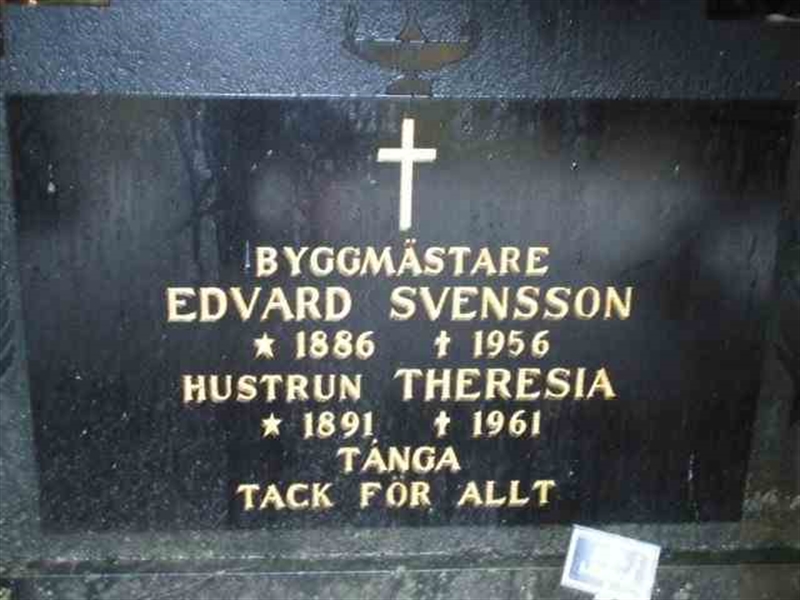 BYGGMÄSTARE
EDVARD SVENSSON
★ 1886 ✝ 1956
HUSTRUN THERESIA
★ 1891 ✝ 1961
TÅNGA
TACK FÖR ALLT